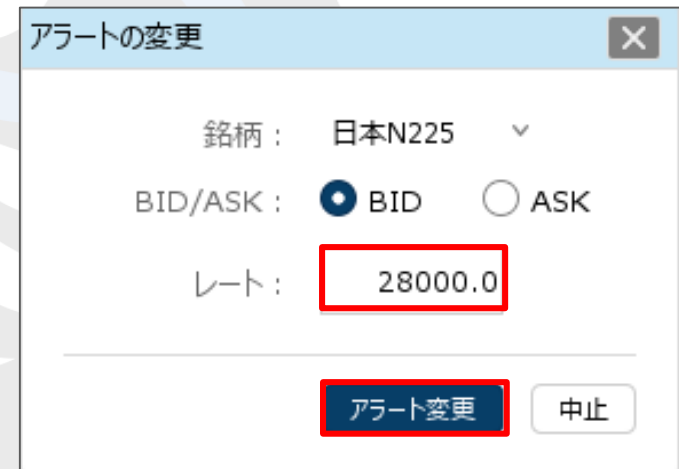 アラートの変更
銘柄： 日本N225
BID/ASK： BID ASK
レート： 28000.0
アラート変更 中止